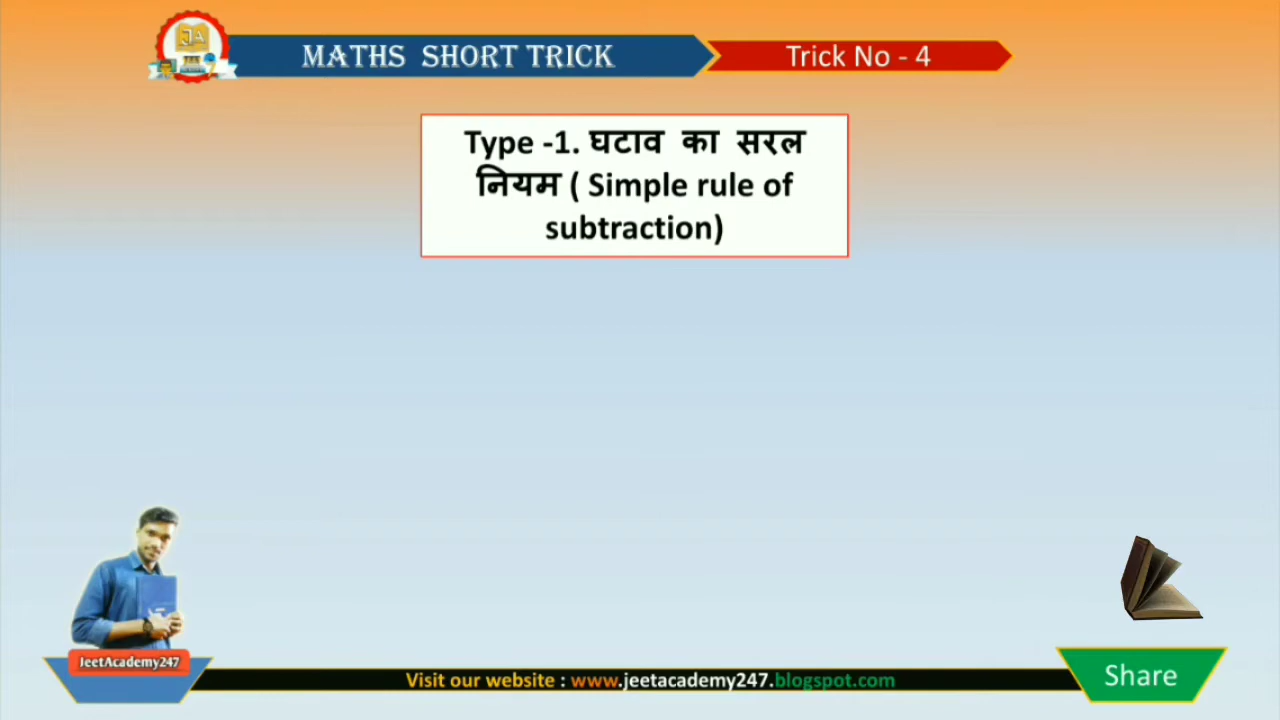 JA
MATHS SHORT TRICK
Trick No - 4
Type -1. घटाव का सरल
नियम ( Simple rule of
subtraction)
JeetAcademy247
Visit our website : www.jeetacademy247.blogspot.com
Share